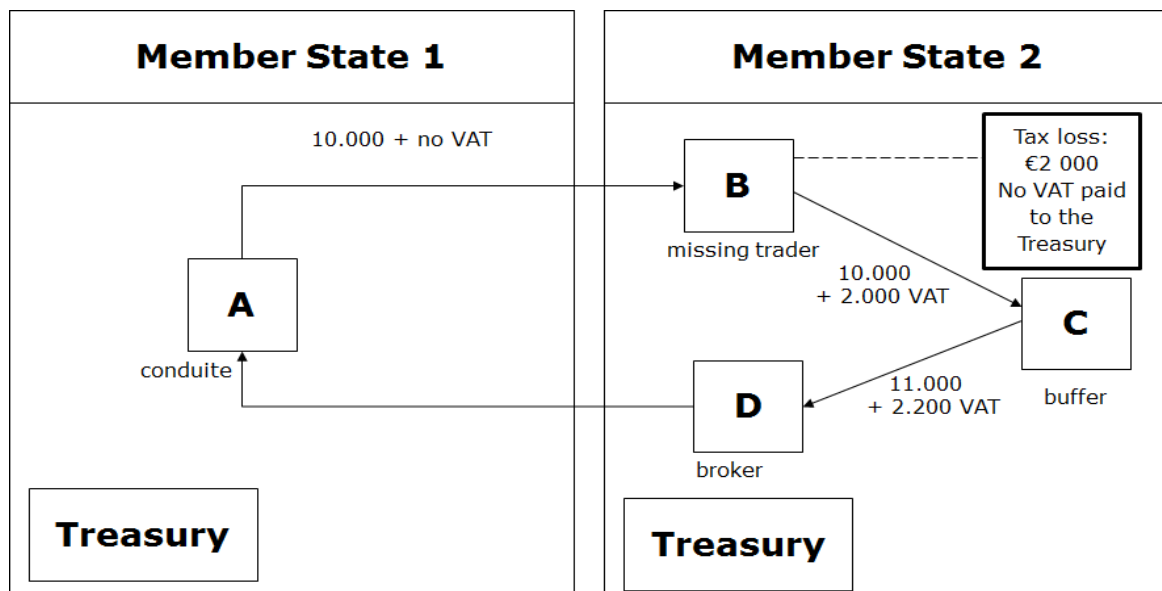 Member State 1
Member State 2
10.000 + no VAT
Tax loss:
€2 000
No VAT paid
to the
Treasury
B
missing trader
10.000
+ 2.000 VAT
A
conduite
C
buffer
11.000
+ 2.200 VAT
D
broker
Treasury
Treasury